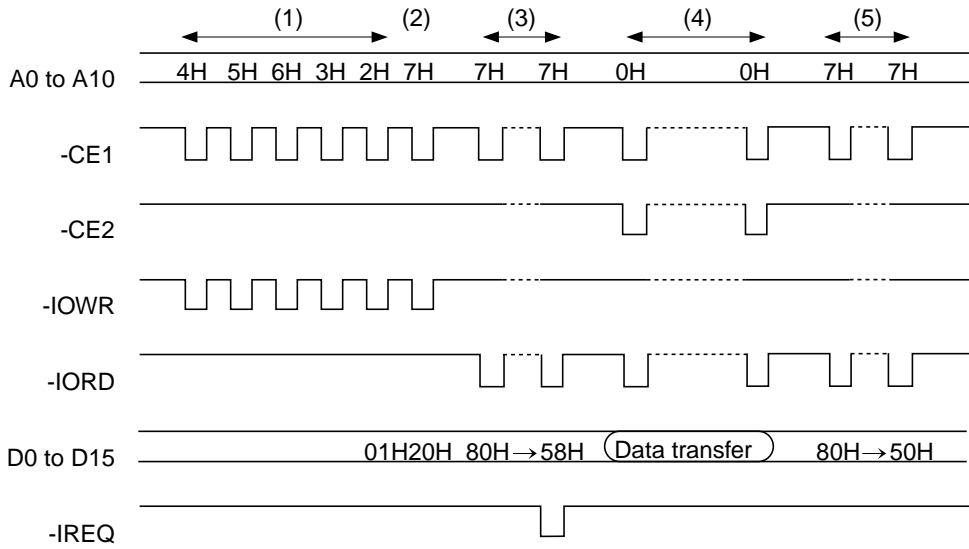 (1) (2) (3) (4) (5)
A0 to A10 4H 5H 6H 3H 2H 7H 7H 7H 0H 0H 7H 7H
-CE1
-CE2
-IOWR
-IORD
D0 to D15 01H20H 80H→58H Data transfer 80H→50H
-IREQ